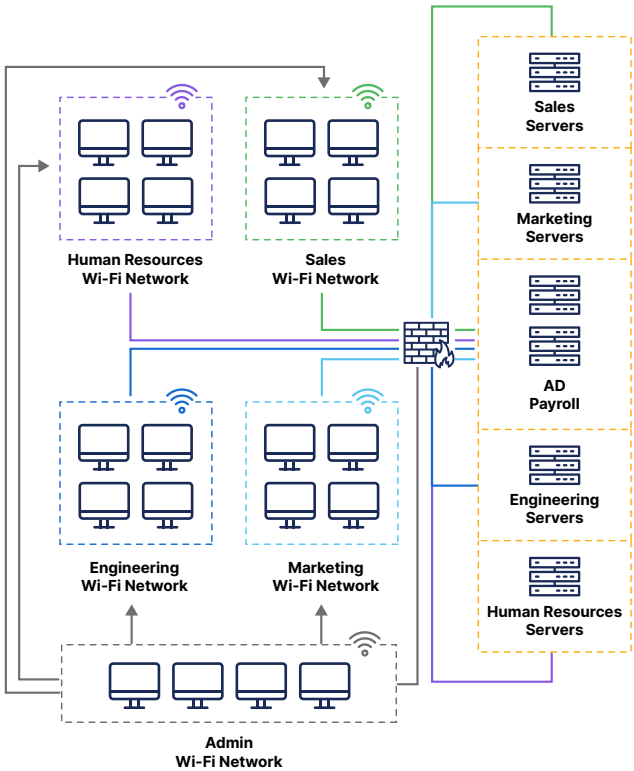 Sales
Servers
Marketing
Servers
Human Resources
Wi-Fi Network
Sales
Wi-Fi Network
AD
Payroll
Engineering
Servers
Engineering
Wi-Fi Network
Marketing
Wi-Fi Network
Human Resources
Servers
Admin
Wi-Fi Network